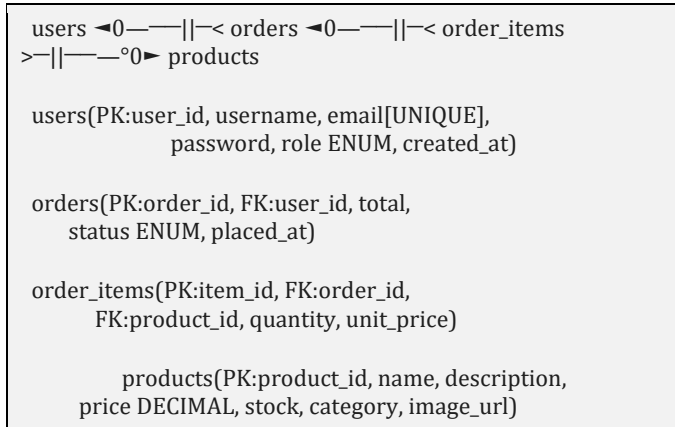 users ◄0—──||─< orders ◄0—──||─< order_items
>─||──—°0► products
users(PK:user_id, username, email[UNIQUE],
password, role ENUM, created_at)
orders(PK:order_id, FK:user_id, total,
status ENUM, placed_at)
order_items(PK:item_id, FK:order_id,
FK:product_id, quantity, unit_price)
products(PK:product_id, name, description,
price DECIMAL, stock, category, image_url)